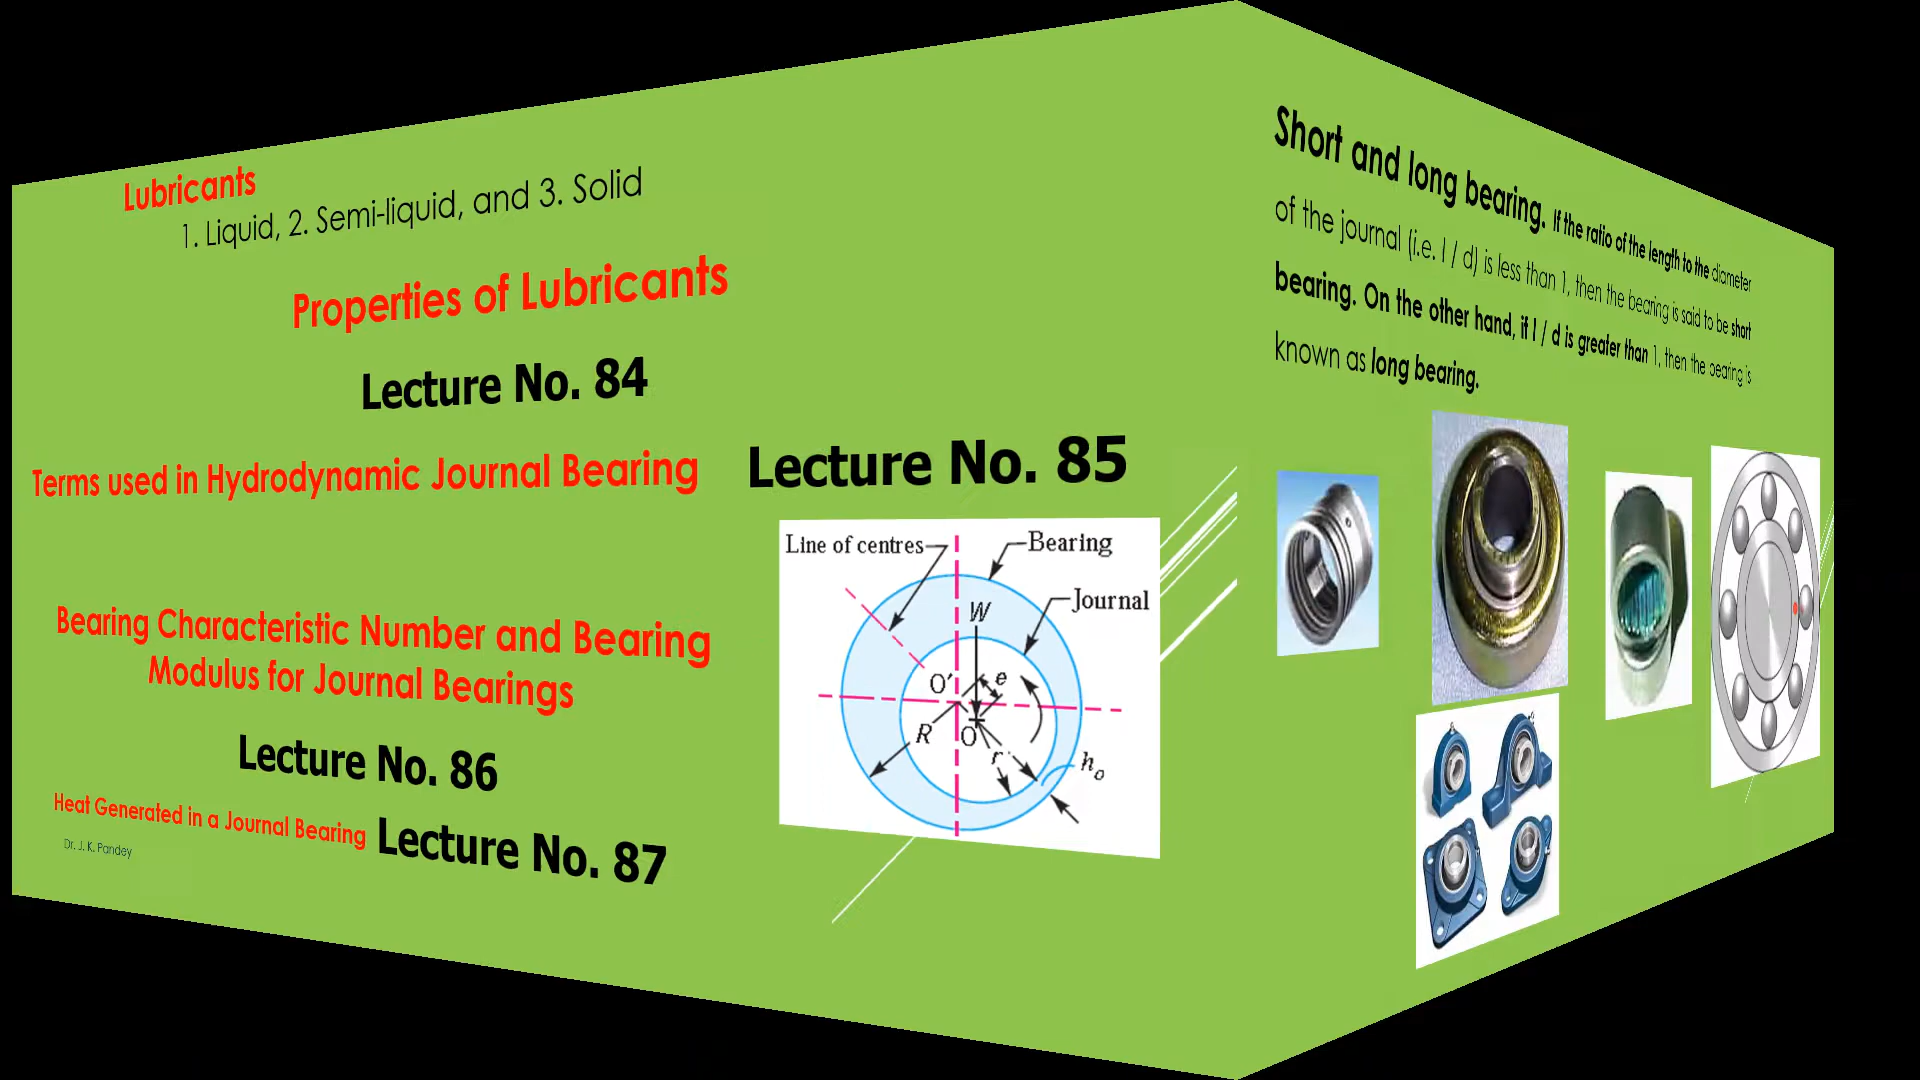 Lubricants
1. Liquid, 2. Semi-liquid, and 3. Solid
Properties of Lubricants
Lecture No. 84
Terms used in Hydrodynamic Journal Bearing
Lecture No. 85
Line of centres
Bearing
Journal
W
e
O′
O
R
r
h₀
Bearing Characteristic Number and Bearing
Modulus for Journal Bearings
Lecture No. 86
Heat Generated in a Journal Bearing
Lecture No. 87
Dr. J. K. Pandey
Short and long bearing. If the ratio of the length to the diameter
of the journal (i.e. l / d) is less than 1, then the bearing is said to be short
bearing. On the other hand, if l / d is greater than 1, then the bearing is
known as long bearing.